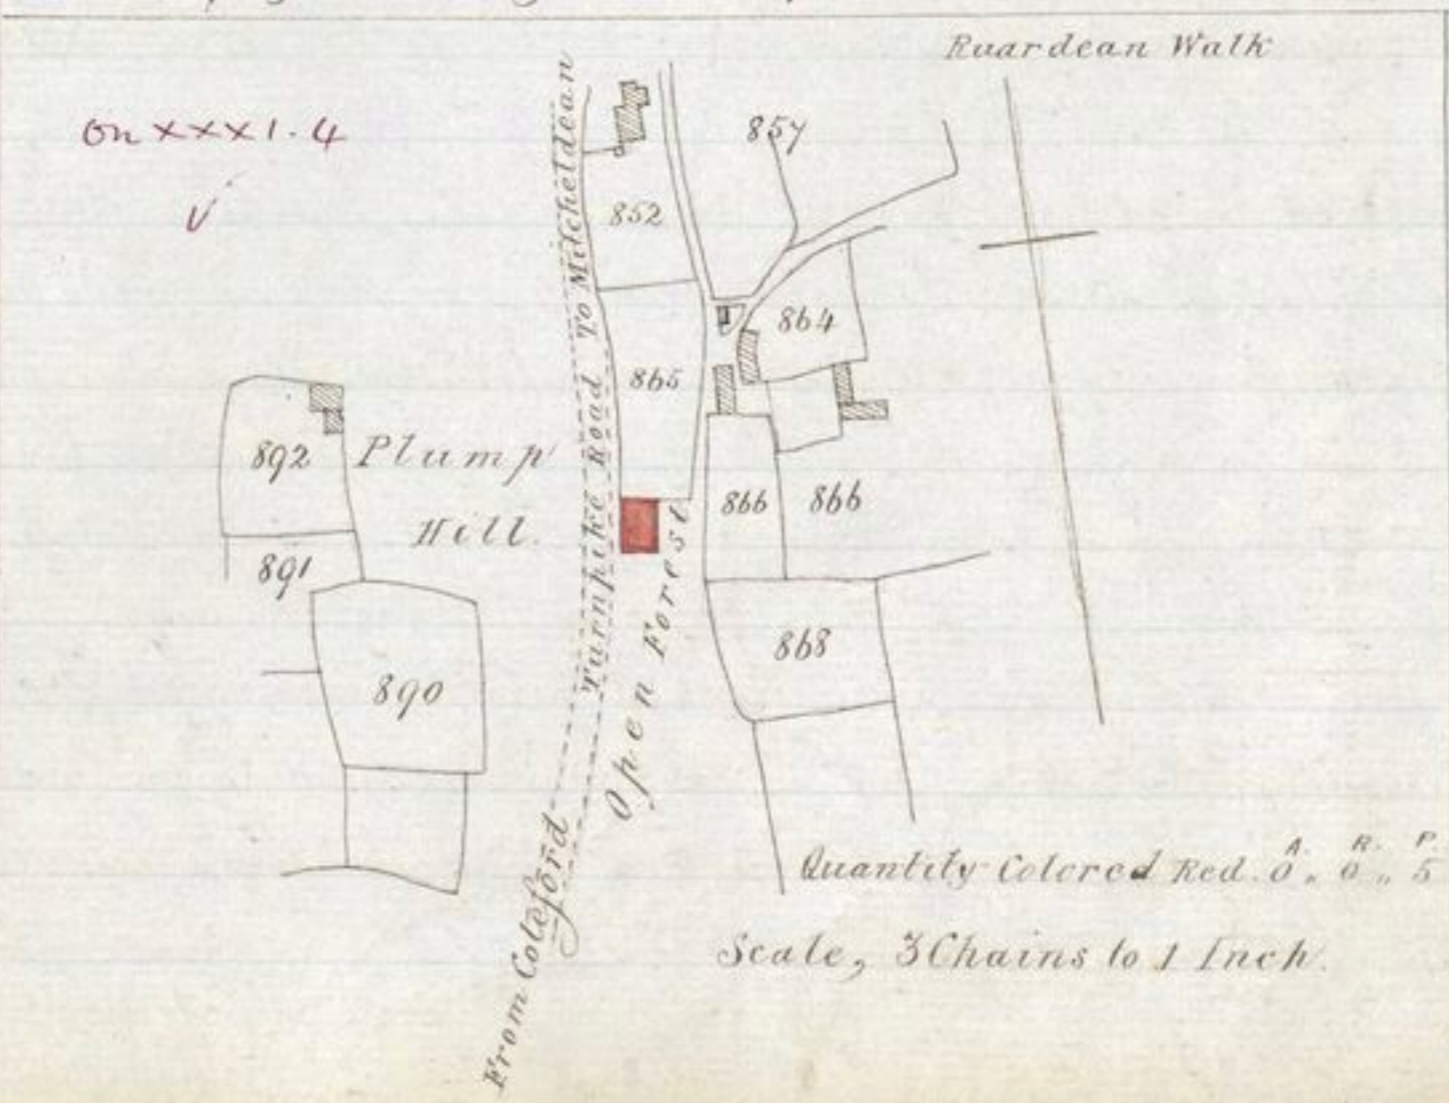 Ruardean Walk
On XXXI.4
857
852
864
865
892
Plump
Hill.
866
866
891
868
890
From Coleford Turnpike Road To Mitcheldean
Open Forest
A. R. P.
Quantity Colored Red. 0 " 0 " 5
Scale, 3 Chains to 1 Inch.